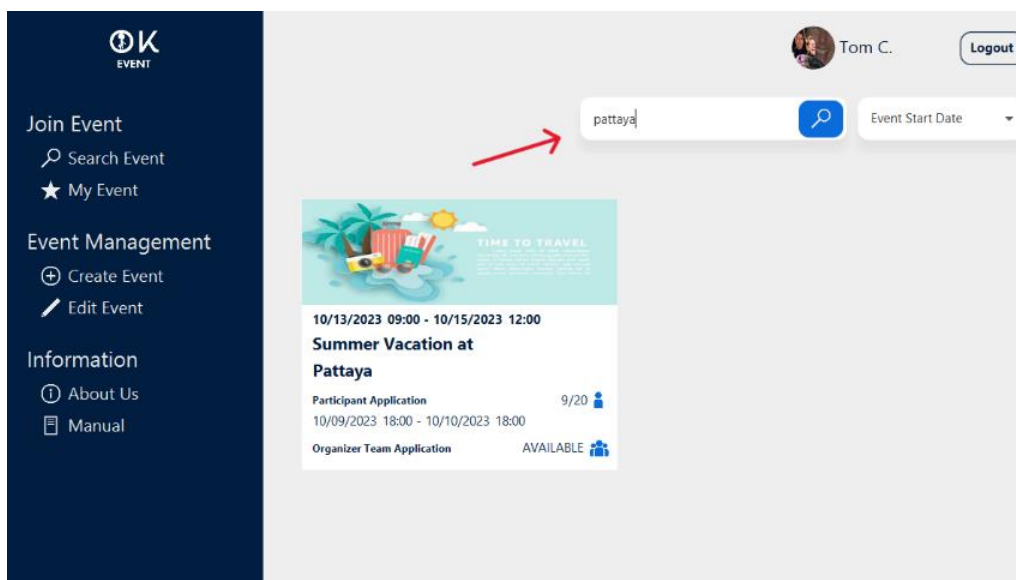 OK
EVENT
Tom C.
Logout
Join Event
Search Event
My Event
Event Management
Create Event
Edit Event
Information
About Us
Manual
pattaya
Event Start Date
TIME TO TRAVEL
10/13/2023 09:00 - 10/15/2023 12:00
Summer Vacation at
Pattaya
Participant Application
9/20
10/09/2023 18:00 - 10/10/2023 18:00
Organizer Team Application
AVAILABLE